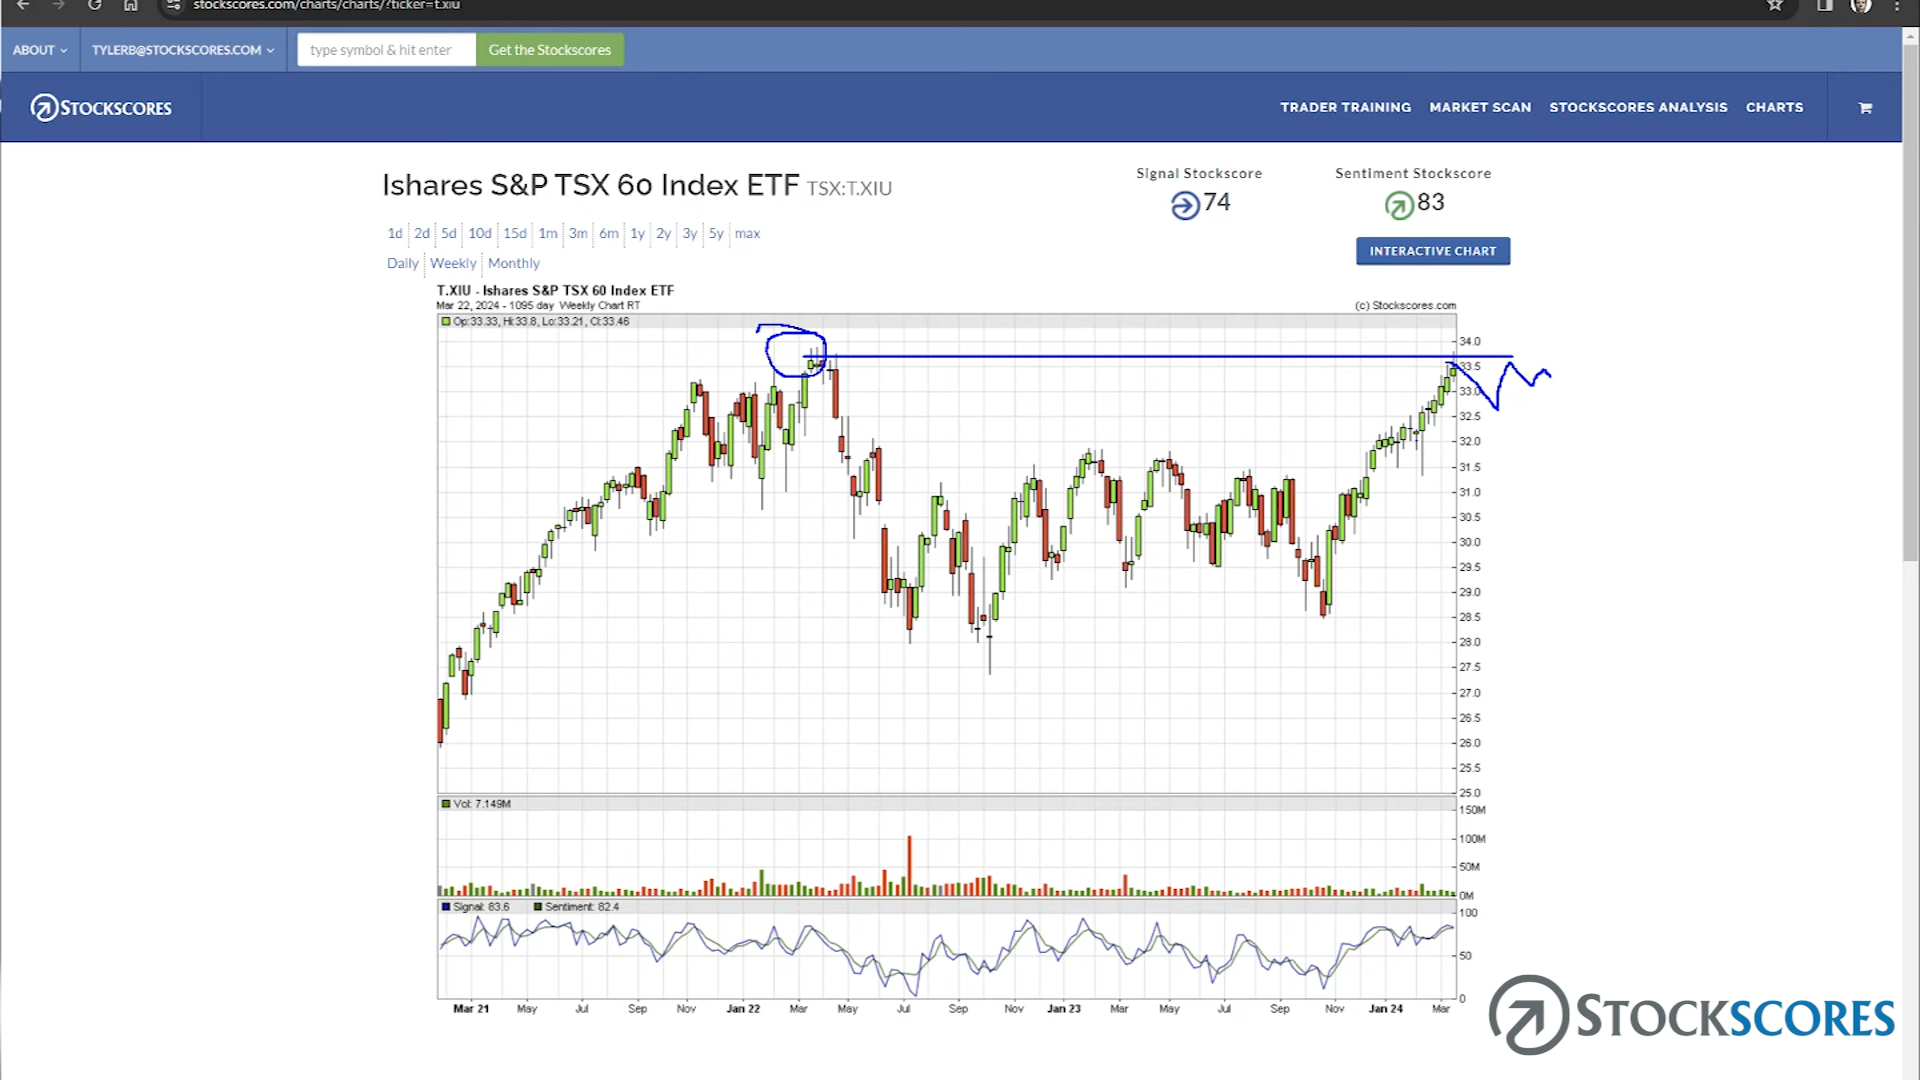 stockscores.com/charts/charts/?ticker=t.xiu
ABOUT TYLERB@STOCKSCORES.COM type symbol & hit enter Get the Stockscores
STOCKSCORES TRADER TRAINING MARKET SCAN STOCKSCORES ANALYSIS CHARTS
Ishares S&P TSX 60 Index ETF TSX:T.XIU
Signal Stockscore Sentiment Stockscore
74 83
1d 2d 5d 10d 15d 1m 3m 6m 1y 2y 3y 5y max
INTERACTIVE CHART
Daily Weekly Monthly
T.XIU - Ishares S&P TSX 60 Index ETF
Mar 22, 2024 - 1095 day Weekly Chart RT (c) Stockscores.com
Op:33.33, Hi:33.8, Lo:33.21, Cl:33.46
34.0
33.5
33.0
32.5
32.0
31.5
31.0
30.5
30.0
29.5
29.0
28.5
28.0
27.5
27.0
26.5
26.0
25.5
25.0
Vol: 7.149M
150M
100M
50M
0M
Signal: 83.6 Sentiment: 82.4
100
50
0
Mar 21 May Jul Sep Nov Jan 22 Mar May Jul Sep Nov Jan 23 Mar May Jul Sep Nov Jan 24 Mar
STOCKSCORES